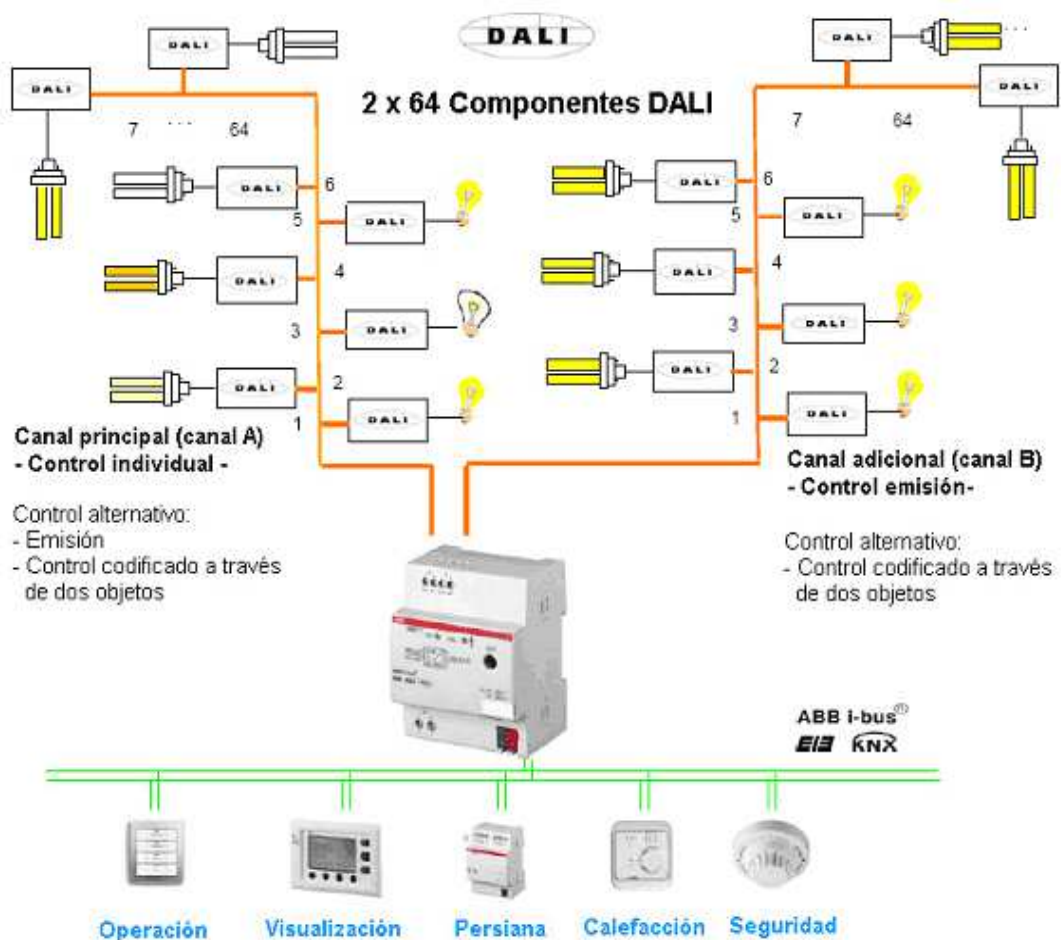 DALI
DALI
DALI
DALI
DALI
2 x 64 Componentes DALI
7 ... 64
7 64
...
DALI
6
5
DALI
DALI
4
3
DALI
DALI
2
1
DALI
DALI
6
5
DALI
DALI
4
3
DALI
DALI
2
1
DALI
Canal principal (canal A)
- Control individual -
Control alternativo:
- Emisión
- Control codificado a través
de dos objetos
Canal adicional (canal B)
- Control emisión-
Control alternativo:
- Control codificado a través
de dos objetos
ABB i-bus®
EIB KNX
Operación
Visualización
Persiana
Calefacción
Seguridad